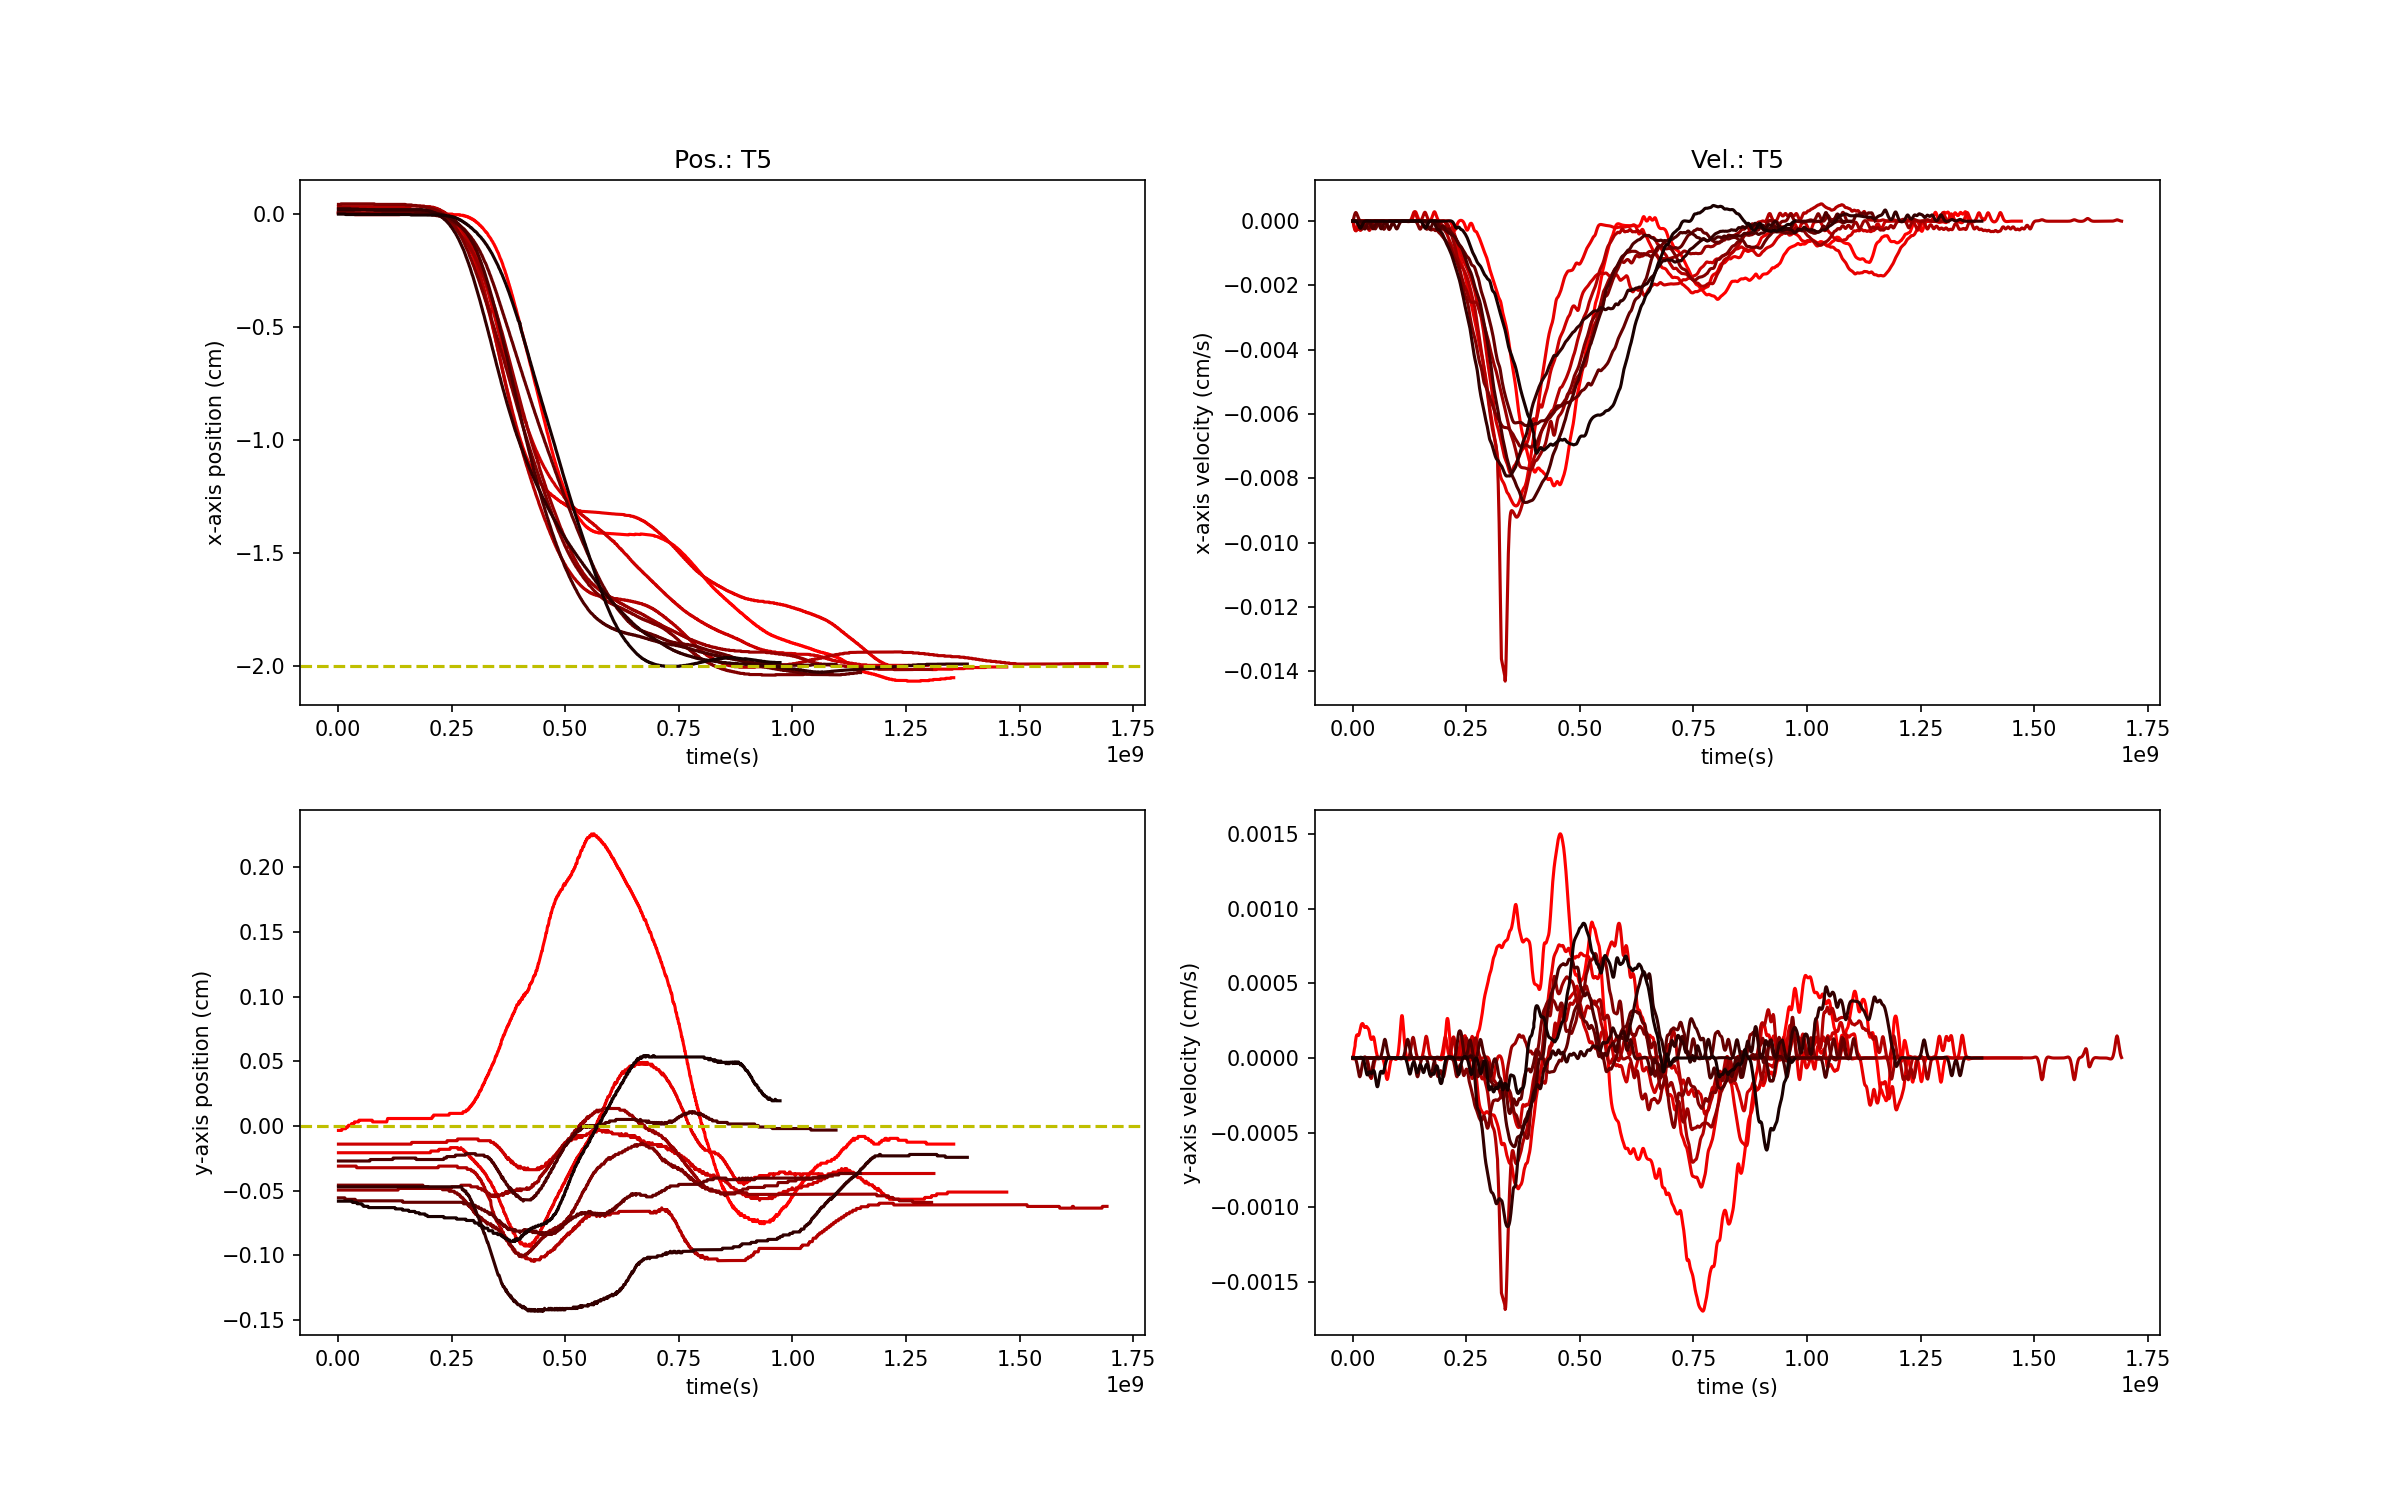 Pos.: T5
0.0
−0.5
−1.0
−1.5
−2.0
x-axis position (cm)
0.00 0.25 0.50 0.75 1.00 1.25 1.50 1.75
time(s)
1e9
Vel.: T5
0.000
−0.002
−0.004
−0.006
−0.008
−0.010
−0.012
−0.014
x-axis velocity (cm/s)
0.00 0.25 0.50 0.75 1.00 1.25 1.50 1.75
time(s)
1e9
0.20
0.15
0.10
0.05
0.00
−0.05
−0.10
−0.15
y-axis position (cm)
0.00 0.25 0.50 0.75 1.00 1.25 1.50 1.75
time(s)
1e9
0.0015
0.0010
0.0005
0.0000
−0.0005
−0.0010
−0.0015
y-axis velocity (cm/s)
0.00 0.25 0.50 0.75 1.00 1.25 1.50 1.75
time (s)
1e9